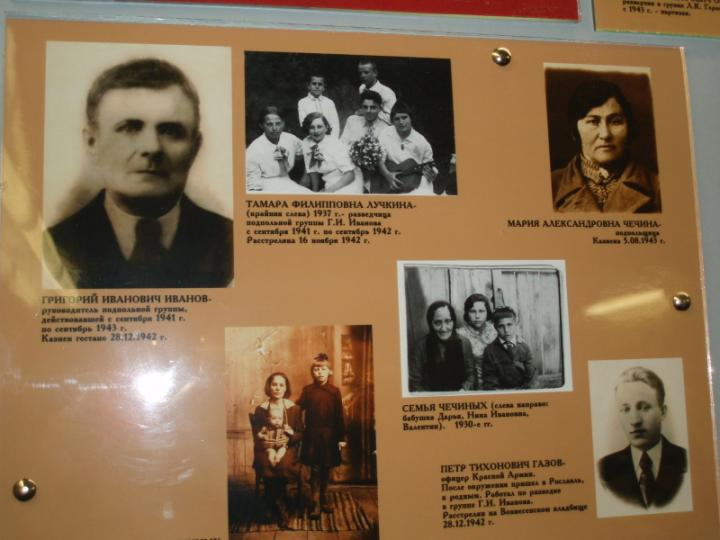 разведчик в группе Л.К. Гарис
с 1943 г. - партизан.
ТАМАРА ФИЛИППОВНА ЛУЧКИНА-
(крайняя слева) 1937 г.- разведчица
подпольной группы Г.И. Иванова
с сентября 1941 г. по сентябрь 1942 г.
Расстреляна 16 ноября 1942 г.
МАРИЯ АЛЕКСАНДРОВНА ЧЕЧИНА-
подпольщица
Казнена 5.08.1943 г.
ГРИГОРИЙ ИВАНОВИЧ ИВАНОВ-
руководитель подпольной группы,
действовавшей с сентября 1941 г.
по сентябрь 1943 г.
Казнен гестапо 28.12.1942 г.
СЕМЬЯ ЧЕЧИНЫХ (слева направо:
бабушка Дарья, Нина Ивановна,
Валентин). 1930-е гг.
ПЕТР ТИХОНОВИЧ ГАЗОВ-
офицер Красной Армии.
После окружения пришел в Рославль,
к родным. Работал по разведке
в группе Г.И. Иванова.
Расстрелян на Вознесенском кладбище
28.12.1942 г.